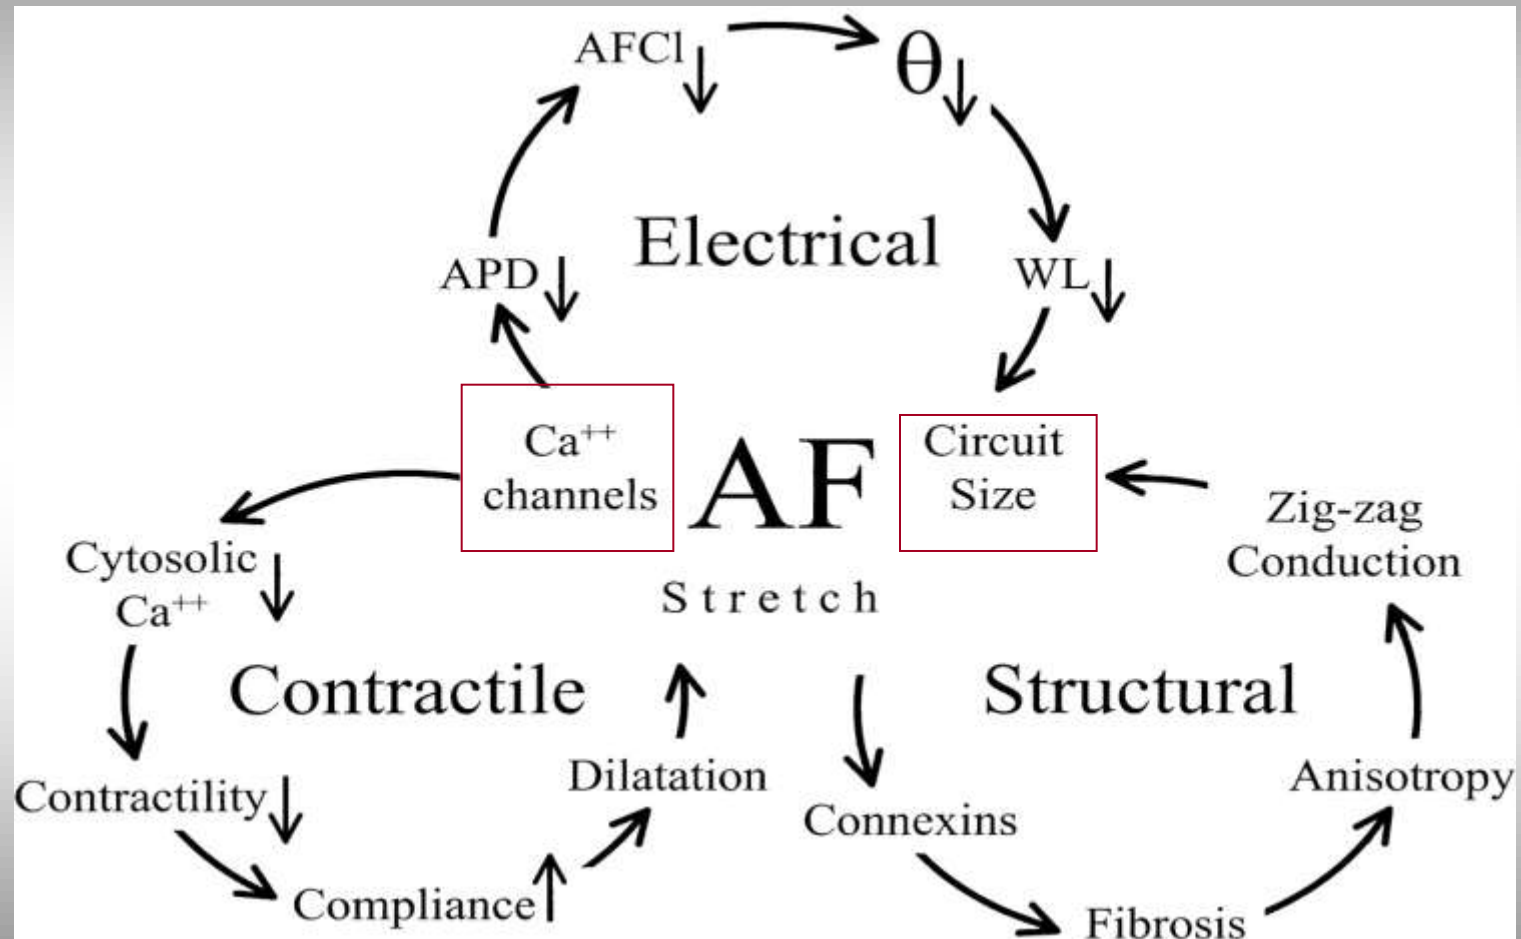 AFCl ↓
θ ↓
Electrical
APD ↓
WL ↓
Ca++
channels
AF
Circuit
Size
Zig-zag
Conduction
Cytosolic ↓
Ca++
Stretch
Contractile
Structural
Dilatation
Anisotropy
Contractility ↓
Connexins
Compliance ↑
Fibrosis